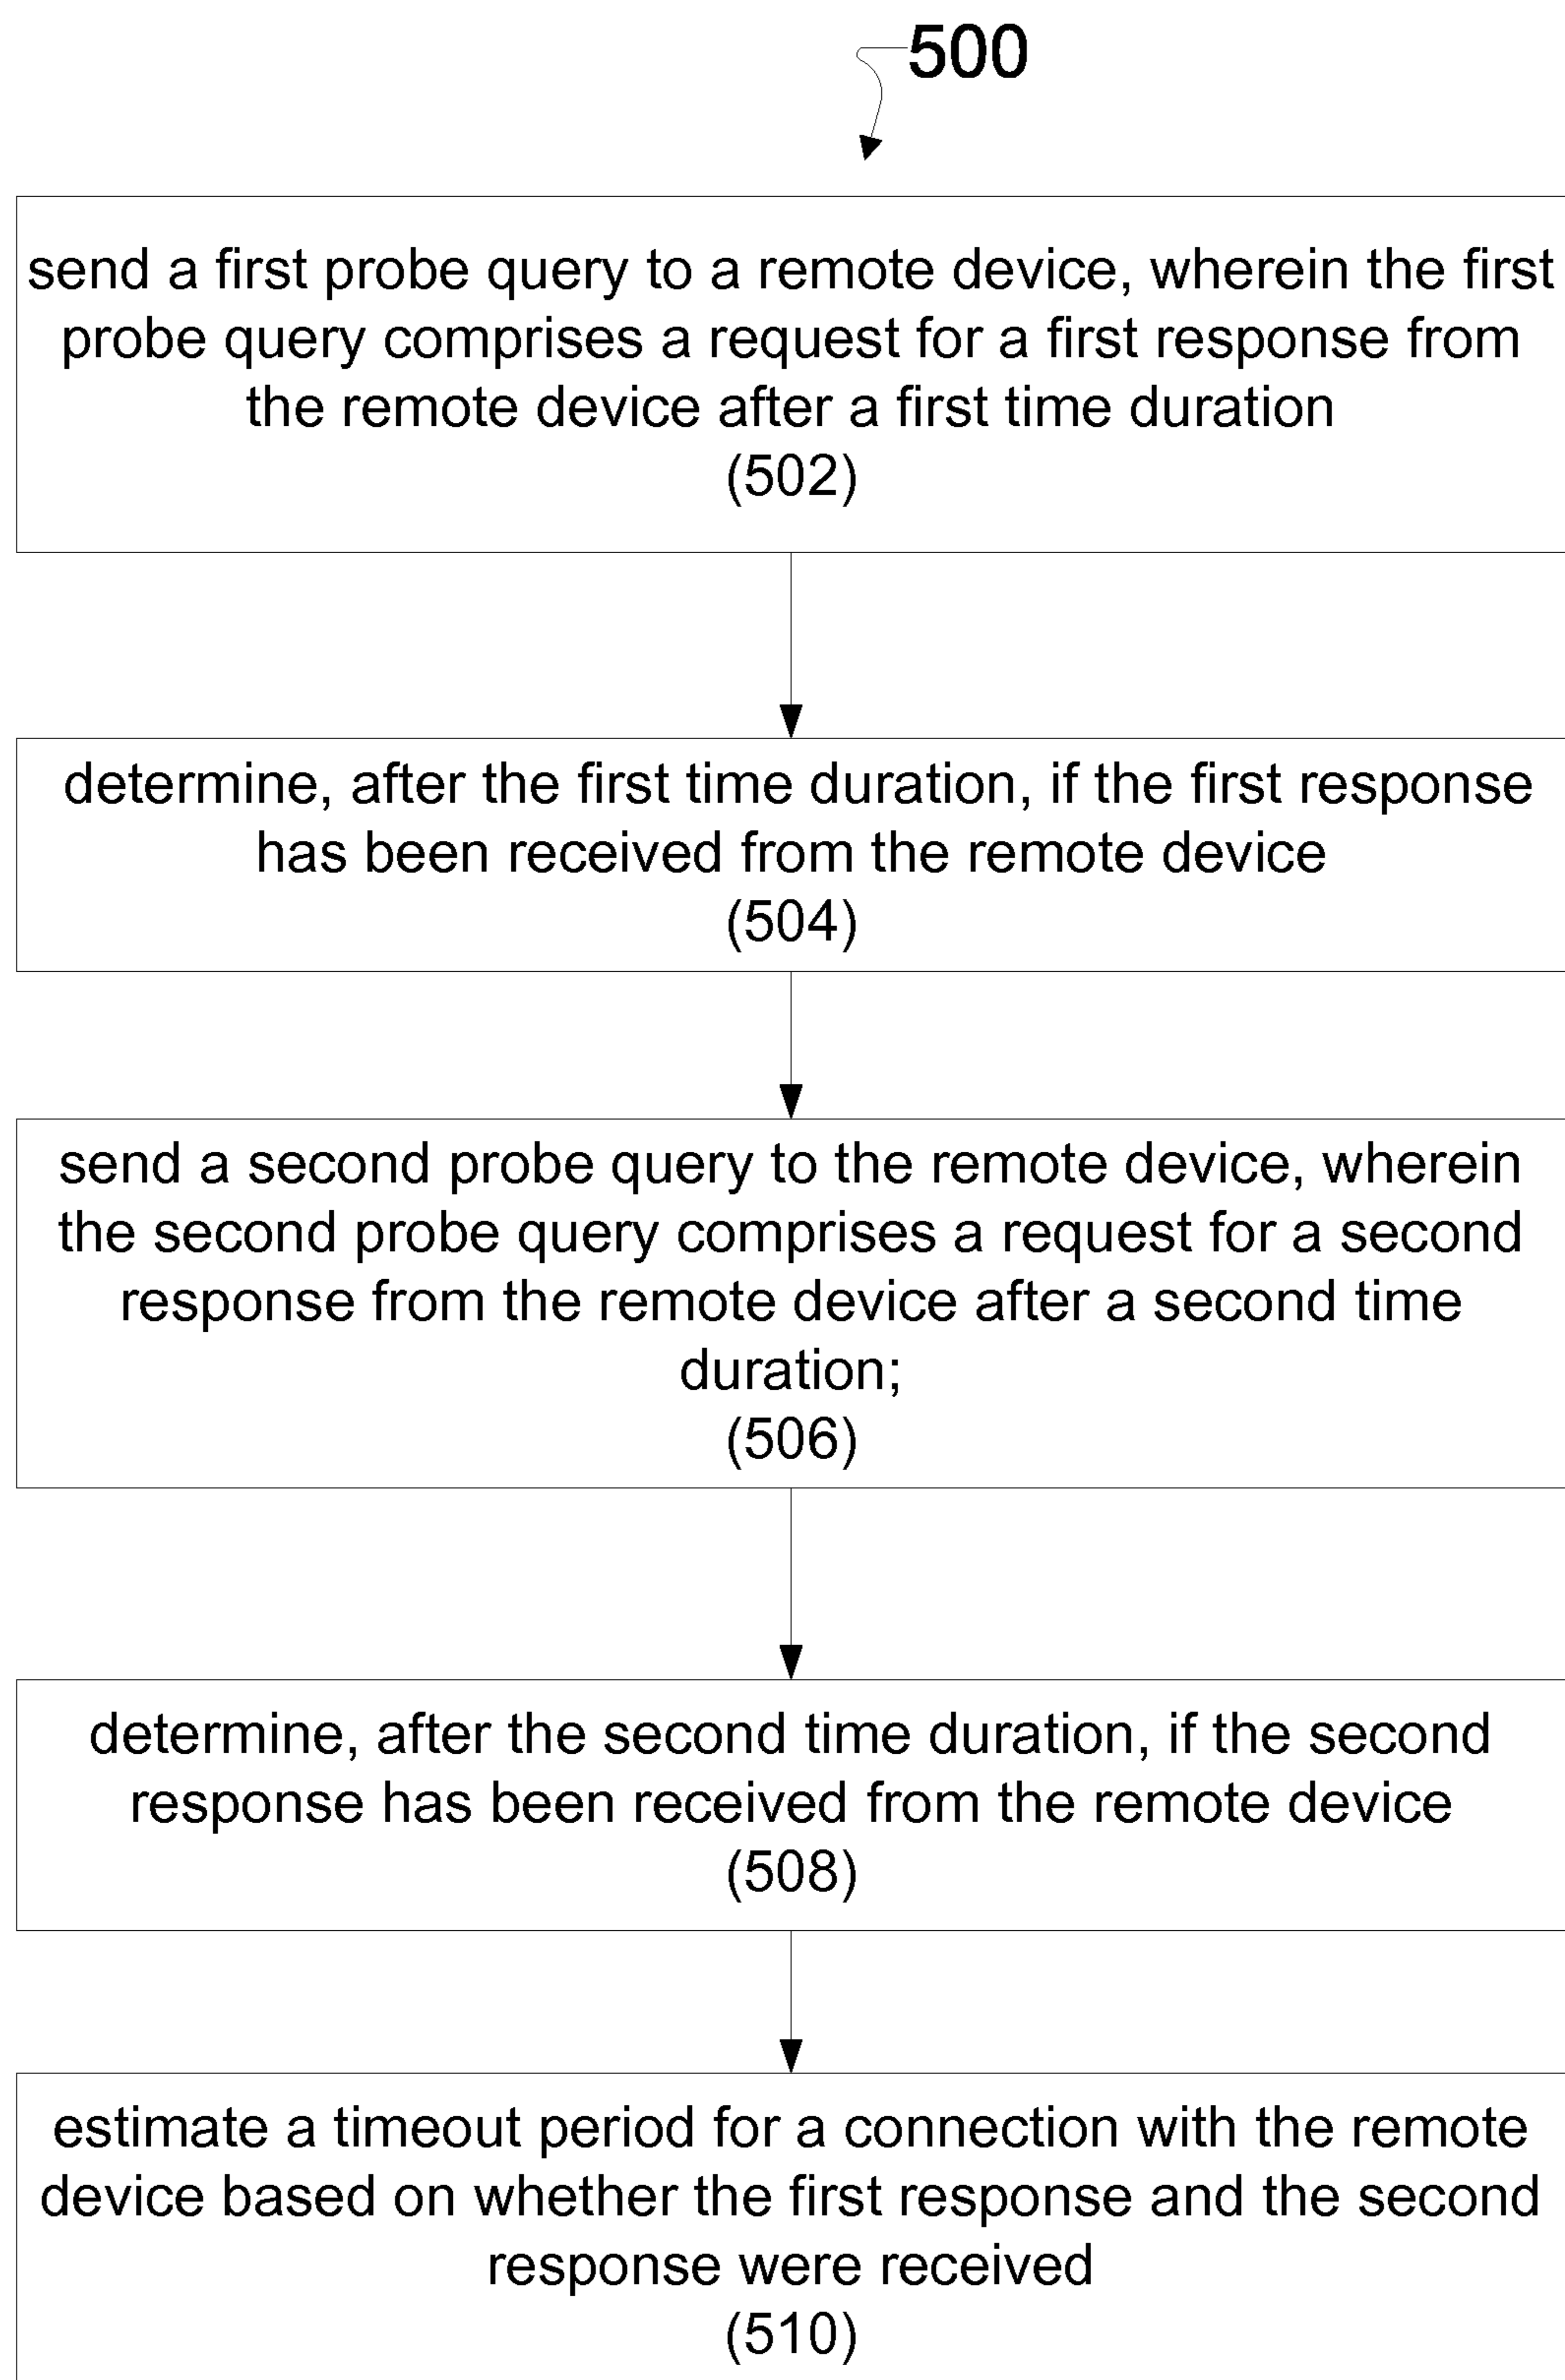 500
send a first probe query to a remote device, wherein the first
probe query comprises a request for a first response from
the remote device after a first time duration
(502)
determine, after the first time duration, if the first response
has been received from the remote device
(504)
send a second probe query to the remote device, wherein
the second probe query comprises a request for a second
response from the remote device after a second time
duration;
(506)
determine, after the second time duration, if the second
response has been received from the remote device
(508)
estimate a timeout period for a connection with the remote
device based on whether the first response and the second
response were received
(510)